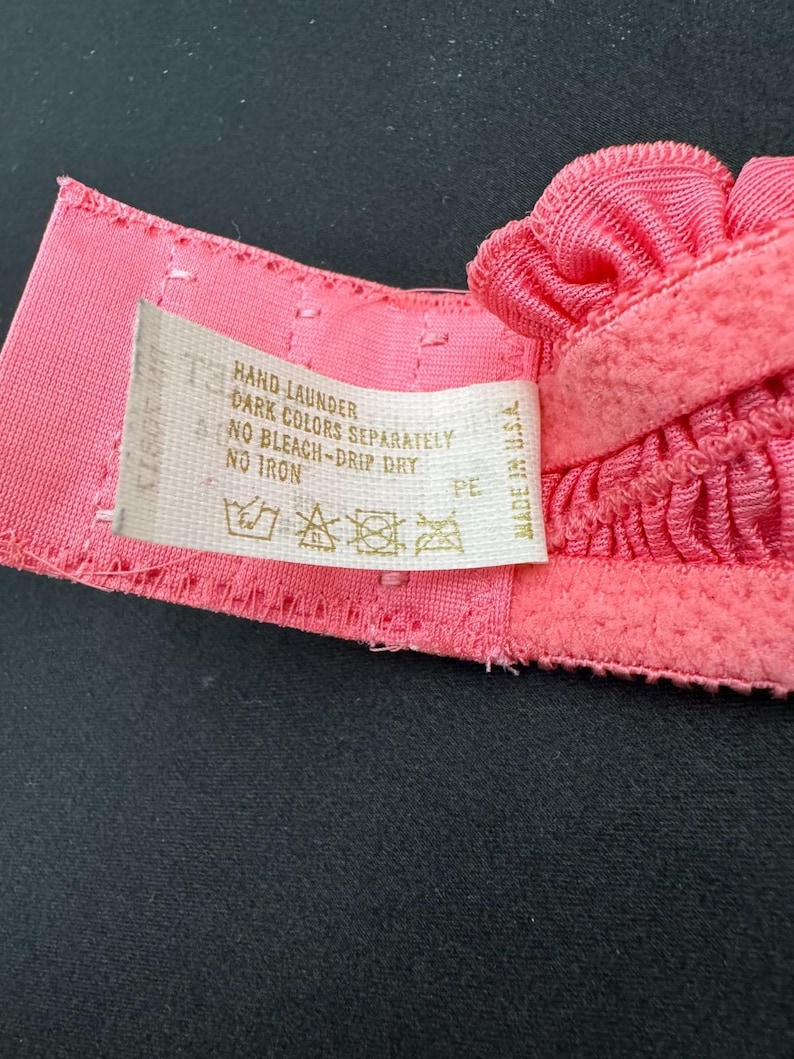 HAND LAUNDER
DARK COLORS SEPARATELY
NO BLEACH-DRIP DRY
NO IRON
PE
MADE IN U.S.A.